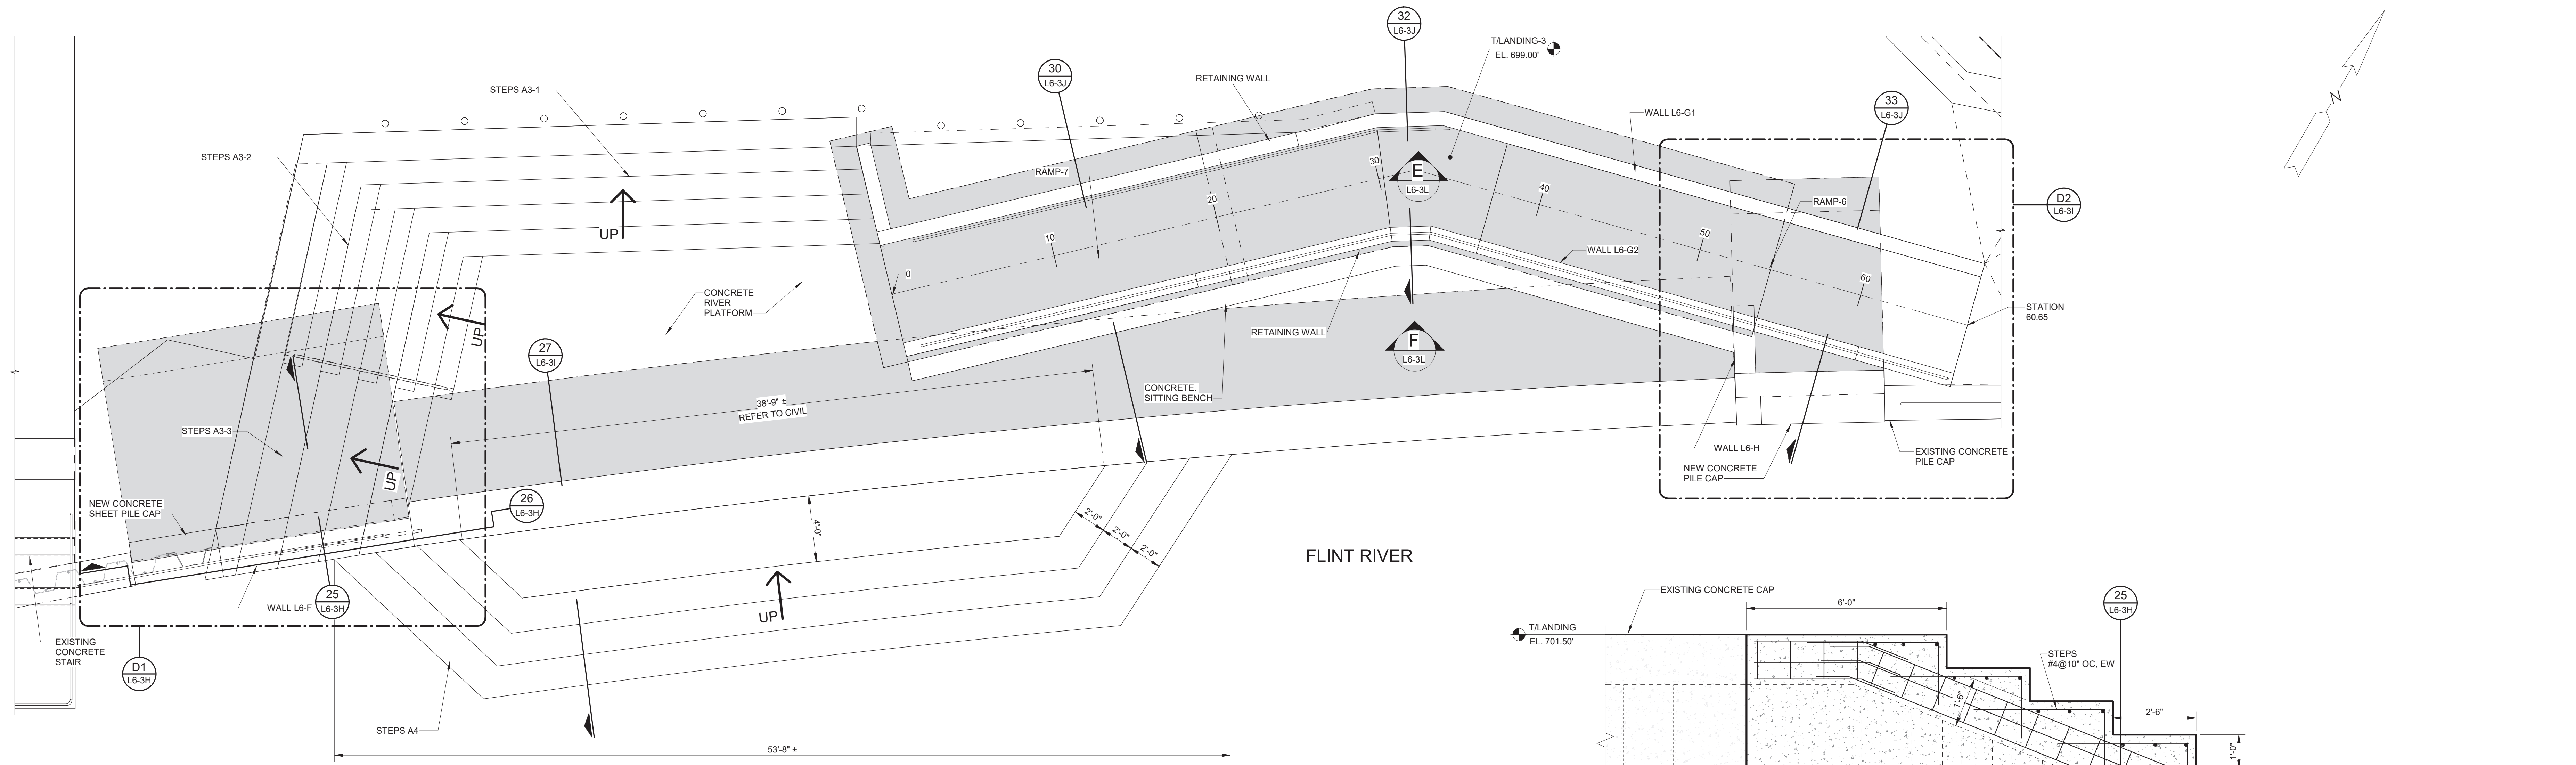 32
L6-3J
T/LANDING-3
EL. 699.00'
30
L6-3J
RETAINING WALL
STEPS A3-1
N
33
L6-3J
WALL L6-G1
STEPS A3-2
E
L6-3L
30
40
RAMP-7
20
RAMP-6
D2
L6-3I
UP
10
50
WALL L6-G2
0
60
CONCRETE
RIVER
PLATFORM
STATION
60.65
UP
RETAINING WALL
F
L6-3L
27
L6-3I
CONCRETE.
SITTING BENCH
38'-9" ±
REFER TO CIVIL
STEPS A3-3
WALL L6-H
EXISTING CONCRETE
PILE CAP
NEW CONCRETE
PILE CAP
UP
NEW CONCRETE
SHEET PILE CAP
26
L6-3H
4'-0"
2'-0"
2'-0"
2'-0"
FLINT RIVER
25
L6-3H
WALL L6-F
UP
EXISTING
CONCRETE
STAIR
D1
L6-3H
STEPS A4
53'-8" ±
EXISTING CONCRETE CAP
6'-0"
25
L6-3H
T/LANDING
EL. 701.50'
STEPS
#4@10" OC, EW
1'-6"
2'-6"
1'-0"